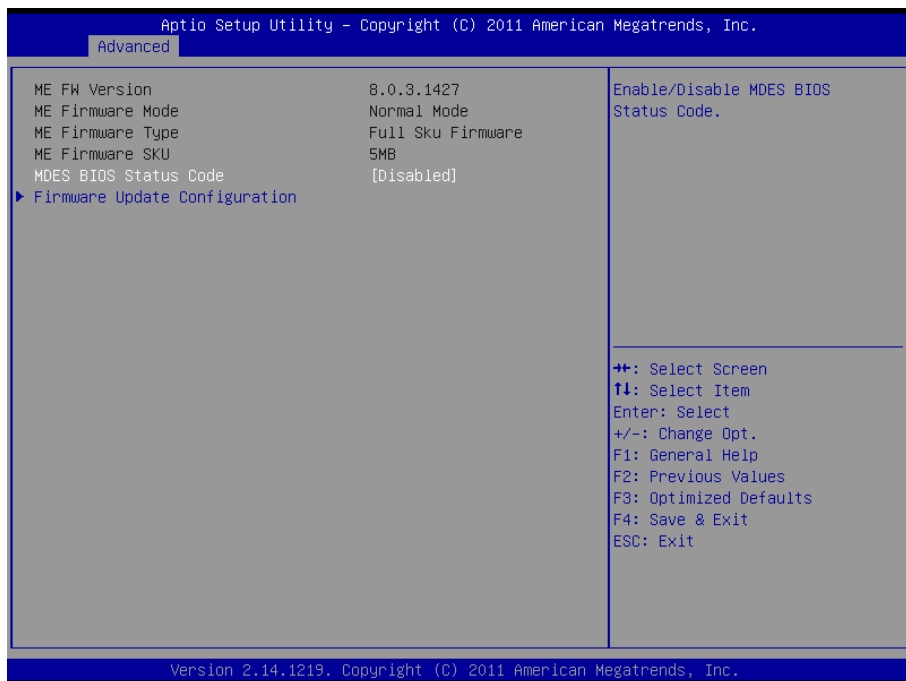 Aptio Setup Utility – Copyright (C) 2011 American Megatrends, Inc.
Advanced
ME FW Version 8.0.3.1427
ME Firmware Mode Normal Mode
ME Firmware Type Full Sku Firmware
ME Firmware SKU 5MB
MDES BIOS Status Code [Disabled]
▶ Firmware Update Configuration
Enable/Disable MDES BIOS
Status Code.
→←: Select Screen
↑↓: Select Item
Enter: Select
+/-: Change Opt.
F1: General Help
F2: Previous Values
F3: Optimized Defaults
F4: Save & Exit
ESC: Exit
Version 2.14.1219. Copyright (C) 2011 American Megatrends, Inc.